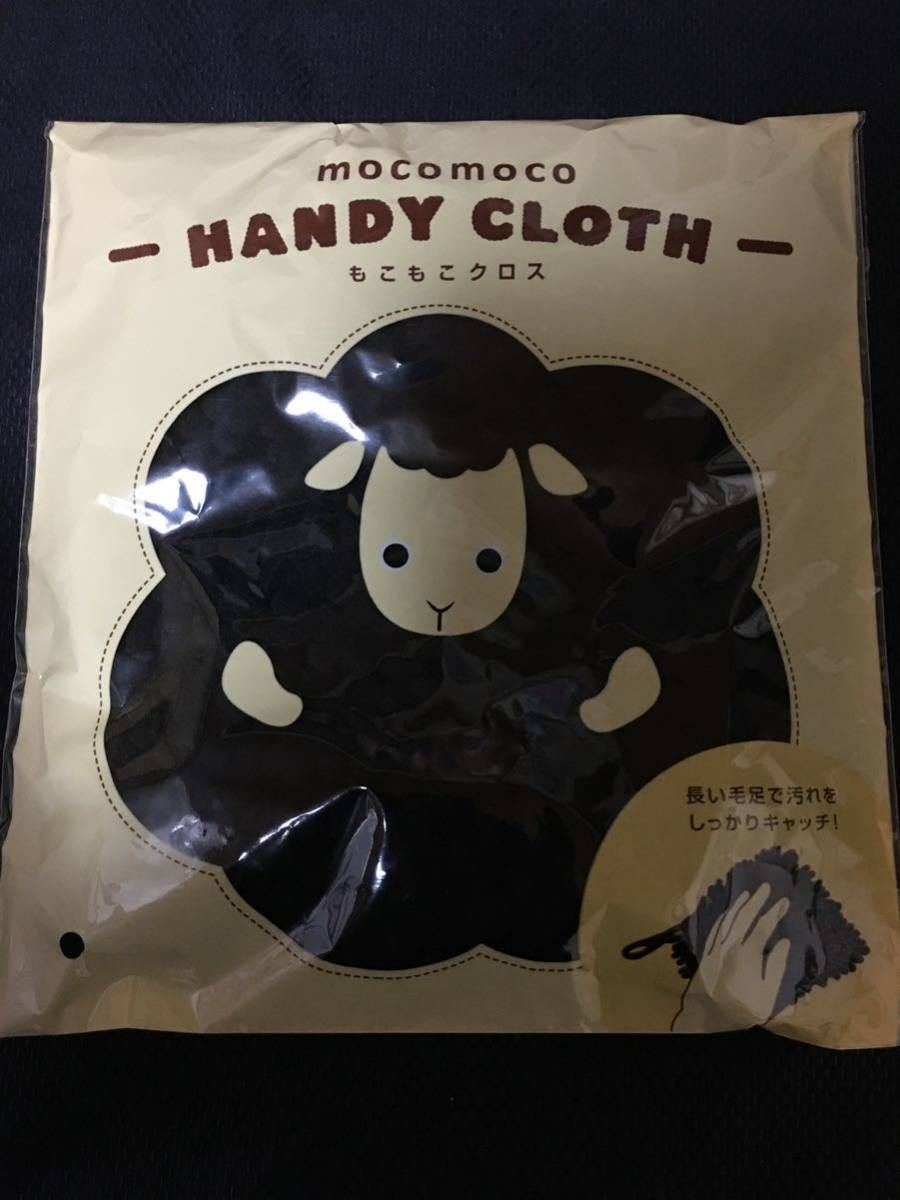 mocomoco
HANDY CLOTH
もこもこクロス
長い毛足で汚れを
しっかりキャッチ!